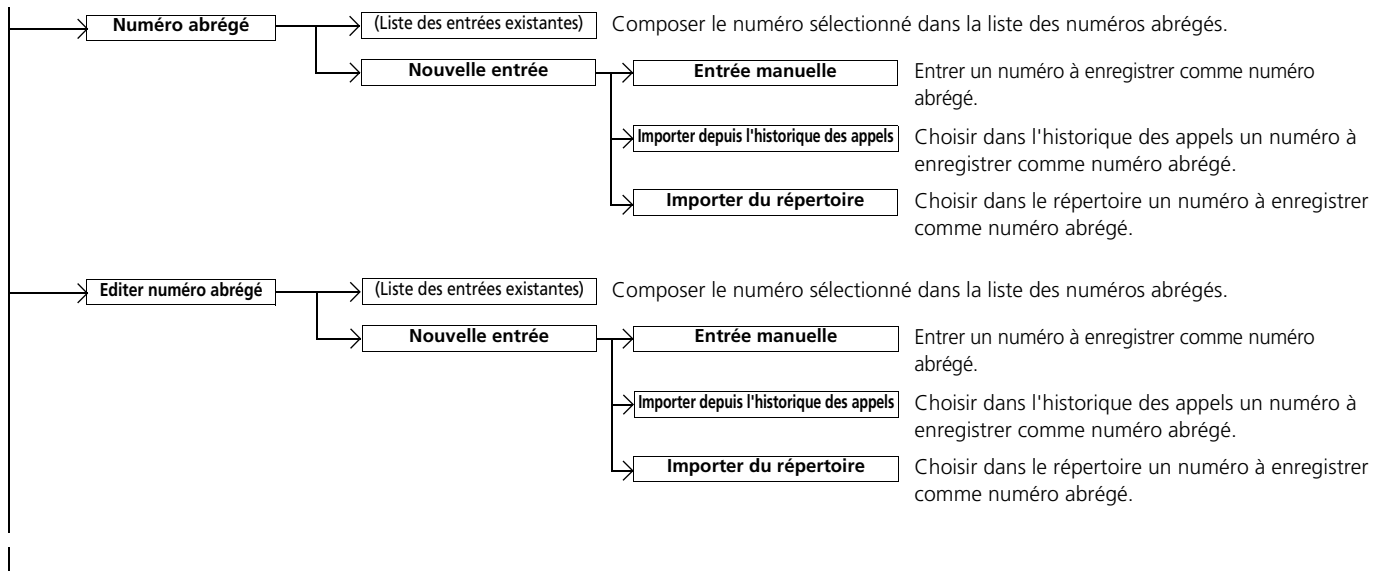 Numéro abrégé
(Liste des entrées existantes)
Composer le numéro sélectionné dans la liste des numéros abrégés.
Nouvelle entrée
Entrée manuelle
Entrer un numéro à enregistrer comme numéro
abrégé.
Importer depuis l'historique des appels
Choisir dans l'historique des appels un numéro à
enregistrer comme numéro abrégé.
Importer du répertoire
Choisir dans le répertoire un numéro à enregistrer
comme numéro abrégé.
Editer numéro abrégé
(Liste des entrées existantes)
Composer le numéro sélectionné dans la liste des numéros abrégés.
Nouvelle entrée
Entrée manuelle
Entrer un numéro à enregistrer comme numéro
abrégé.
Importer depuis l'historique des appels
Choisir dans l'historique des appels un numéro à
enregistrer comme numéro abrégé.
Importer du répertoire
Choisir dans le répertoire un numéro à enregistrer
comme numéro abrégé.